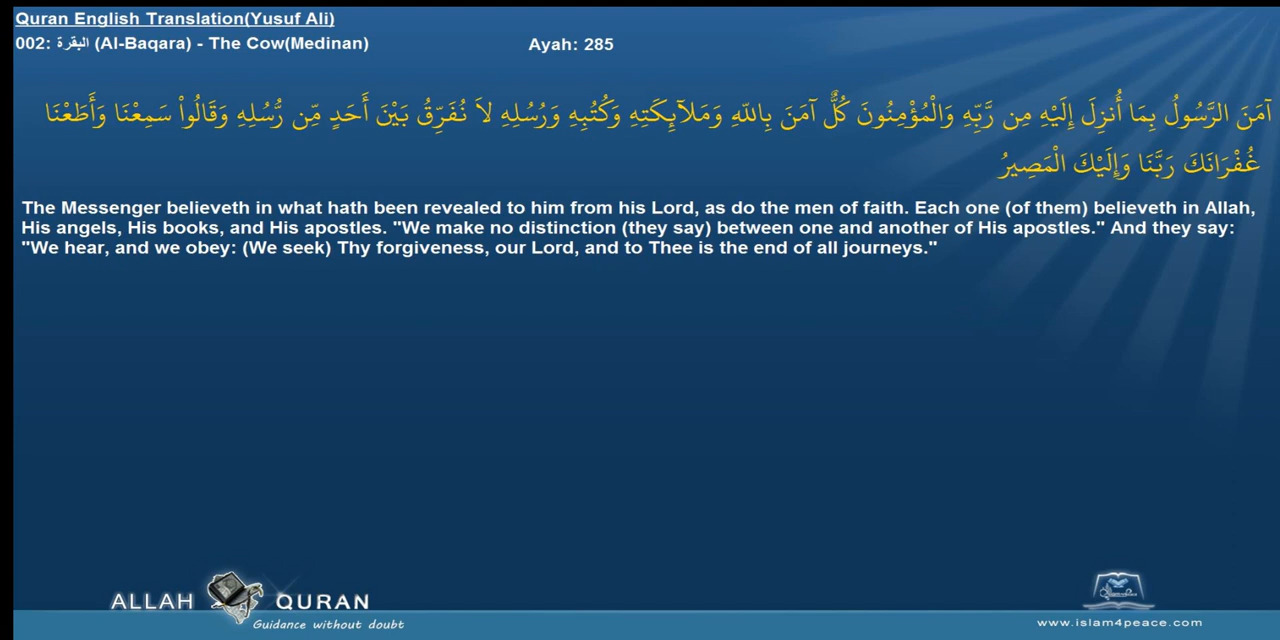 Quran English Translation(Yusuf Ali)
002: البقرة (Al-Baqara) - The Cow(Medinan)
Ayah: 285
آمَنَ الرَّسُولُ بِمَا أُنزِلَ إِلَيْهِ مِن رَّبِّهِ وَالْمُؤْمِنُونَ كُلٌّ آمَنَ بِاللّهِ وَمَلآئِكَتِهِ وَكُتُبِهِ وَرُسُلِهِ لاَ نُفَرِّقُ بَيْنَ أَحَدٍ مِّن رُّسُلِهِ وَقَالُواْ سَمِعْنَا وَأَطَعْنَا
غُفْرَانَكَ رَبَّنَا وَإِلَيْكَ الْمَصِيرُ
The Messenger believeth in what hath been revealed to him from his Lord, as do the men of faith. Each one (of them) believeth in Allah,
His angels, His books, and His apostles. "We make no distinction (they say) between one and another of His apostles." And they say:
"We hear, and we obey: (We seek) Thy forgiveness, our Lord, and to Thee is the end of all journeys."
ALLAH QURAN
Guidance without doubt
www.islam4peace.com